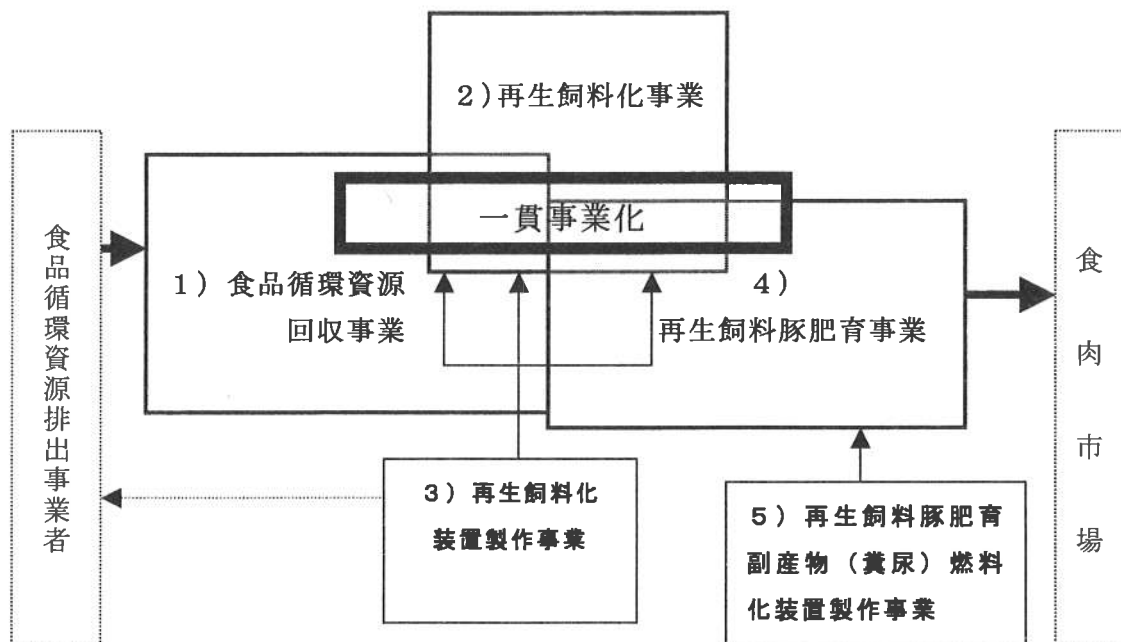 2)再生飼料化事業
一貫事業化
食品循環資源排出事業者
1) 食品循環資源
回収事業
4)
再生飼料豚肥育事業
食肉市場
3) 再生飼料化
装置製作事業
5) 再生飼料豚肥育
副産物（糞尿）燃料
化装置製作事業